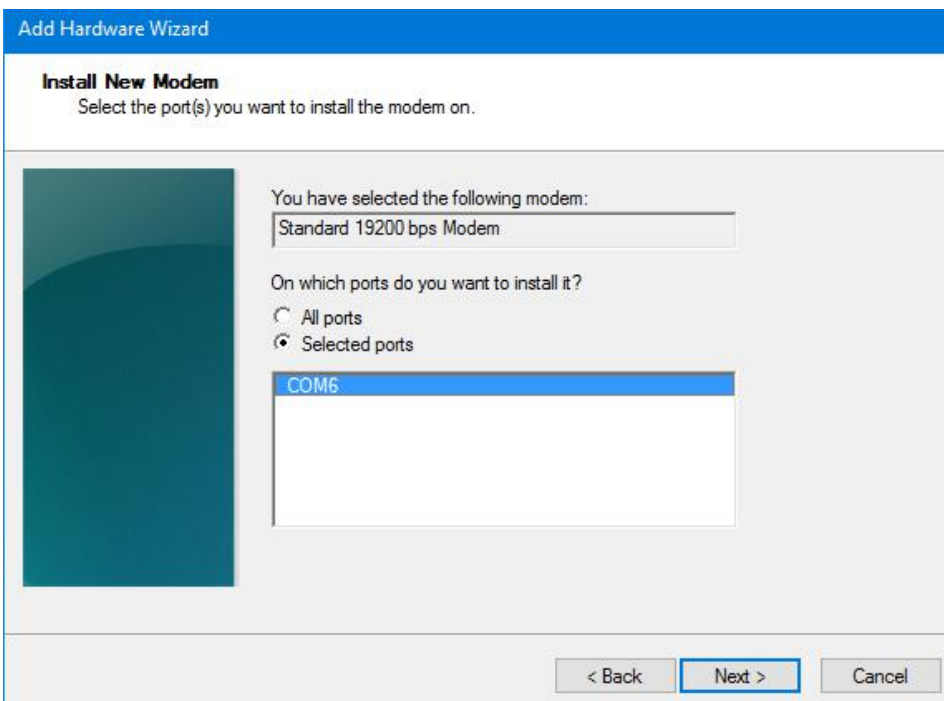 Add Hardware Wizard
Install New Modem
Select the port(s) you want to install the modem on.
You have selected the following modem:
Standard 19200 bps Modem
On which ports do you want to install it?
All ports
Selected ports
COM6
< Back Next > Cancel